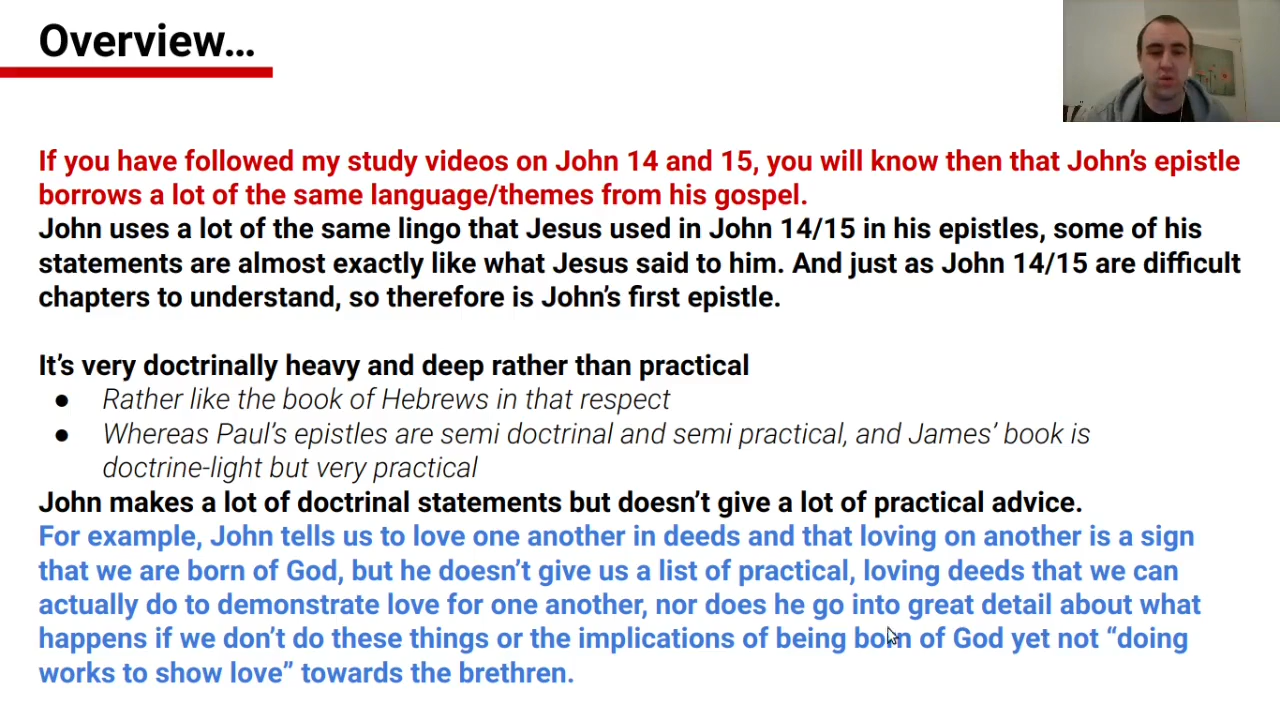 Overview...
If you have followed my study videos on John 14 and 15, you will know then that John’s epistle
borrows a lot of the same language/themes from his gospel.
John uses a lot of the same lingo that Jesus used in John 14/15 in his epistles, some of his
statements are almost exactly like what Jesus said to him. And just as John 14/15 are difficult
chapters to understand, so therefore is John’s first epistle.
It’s very doctrinally heavy and deep rather than practical
● Rather like the book of Hebrews in that respect
● Whereas Paul’s epistles are semi doctrinal and semi practical, and James’ book is
doctrine-light but very practical
John makes a lot of doctrinal statements but doesn’t give a lot of practical advice.
For example, John tells us to love one another in deeds and that loving on another is a sign
that we are born of God, but he doesn’t give us a list of practical, loving deeds that we can
actually do to demonstrate love for one another, nor does he go into great detail about what
happens if we don’t do these things or the implications of being born of God yet not “doing
works to show love” towards the brethren.